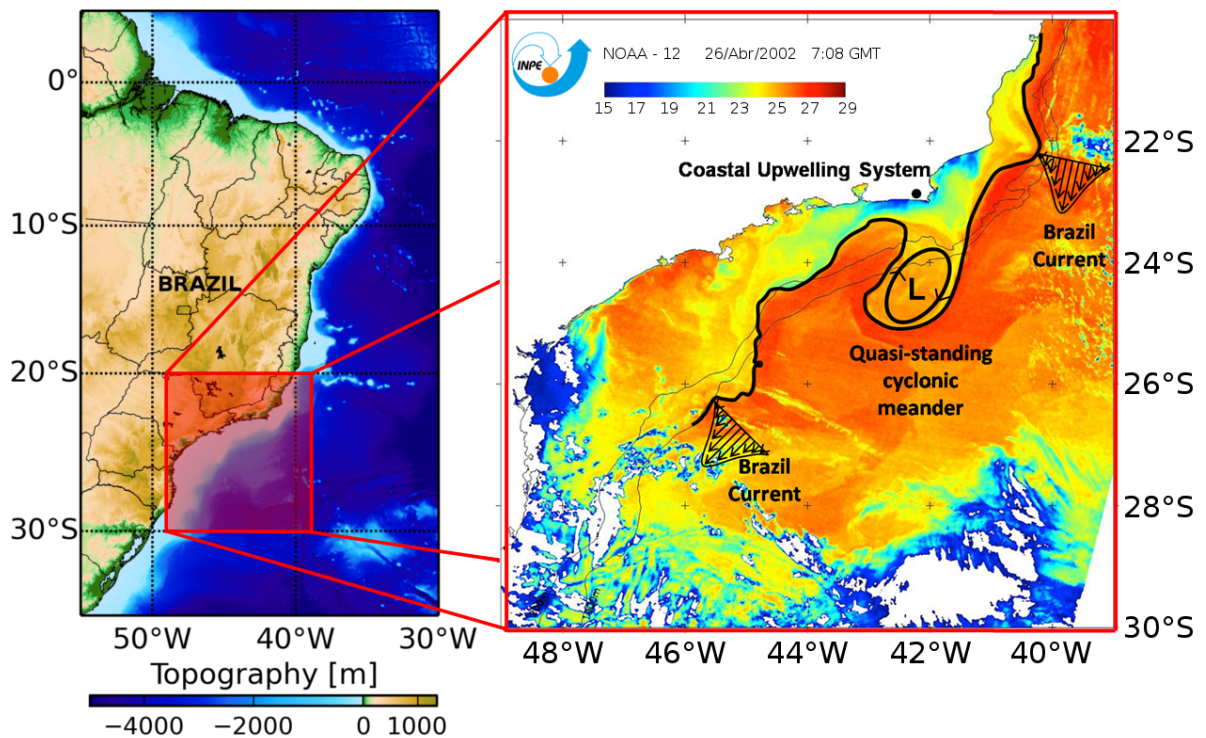 0°
10°S
BRAZIL
20°S
30°S
50°W 40°W 30°W
Topography [m]
−4000 −2000 0 1000
INPE
NOAA - 12 26/Abr/2002 7:08 GMT
15 17 19 21 23 25 27 29
Coastal Upwelling System
Brazil
Current
L
Quasi-standing
cyclonic
meander
Brazil
Current
22°S
24°S
26°S
28°S
30°S
48°W 46°W 44°W 42°W 40°W